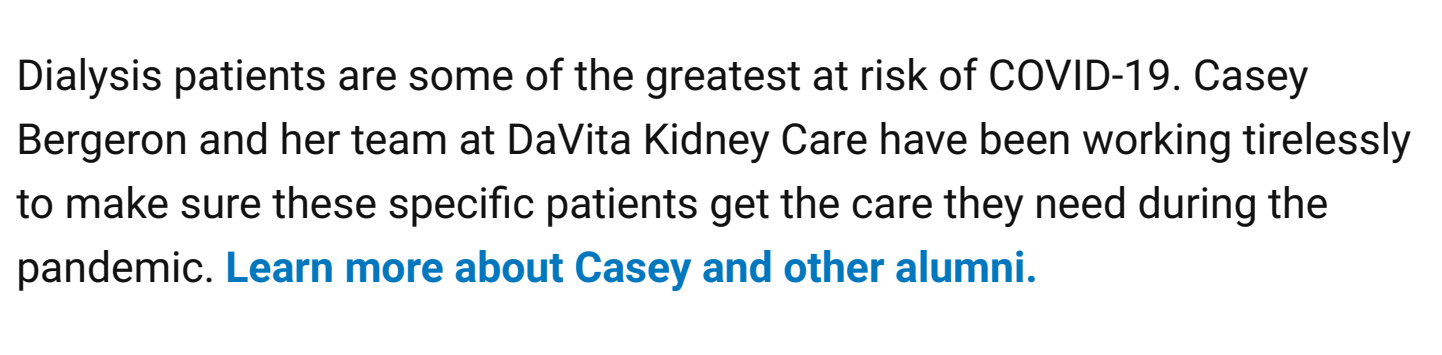 Dialysis patients are some of the greatest at risk of COVID-19. Casey
Bergeron and her team at DaVita Kidney Care have been working tirelessly
to make sure these specific patients get the care they need during the
pandemic. Learn more about Casey and other alumni.